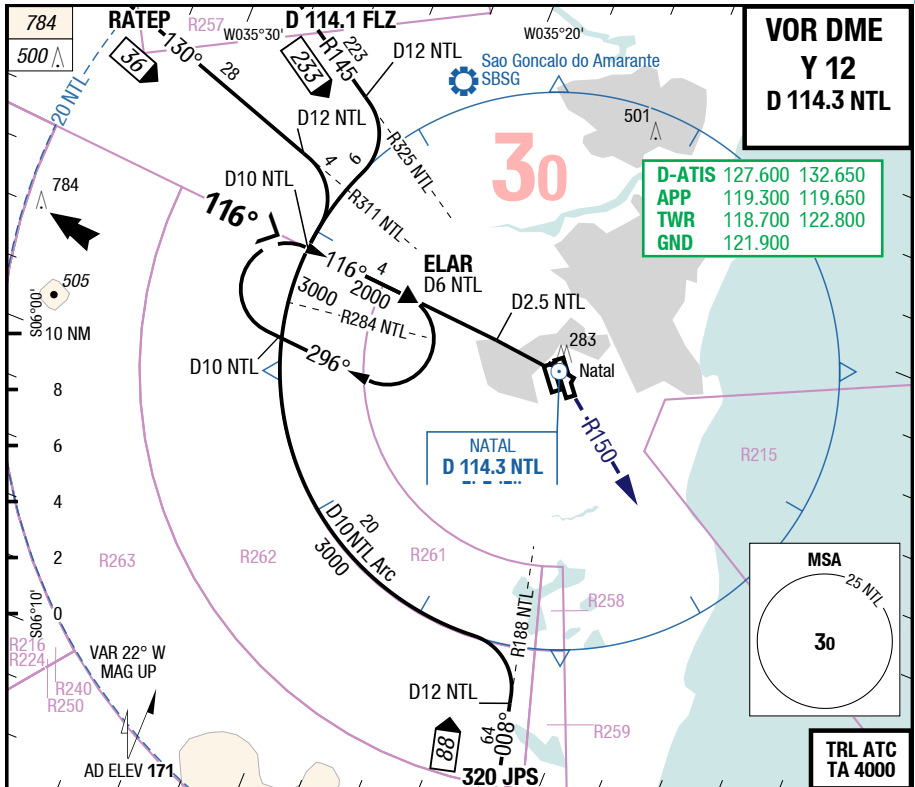 784
500
RATEP
R257
W035°30'
D 114.1 FLZ
W035°20'
VOR DME
Y 12
D 114.3 NTL
36
130°
28
233
R145
223
D12 NTL
Sao Goncalo do Amarante
SBSG
20 NTL
D12 NTL
501
4
6
R325 NTL
30
D-ATIS 127.600 132.650
APP 119.300 119.650
TWR 118.700 122.800
GND 121.900
D10 NTL
R311 NTL
784
116°
116°
4
ELAR
D6 NTL
505
3000
2000
D2.5 NTL
S06°00'
R284 NTL
10 NM
D10 NTL
296°
283
Natal
8
NATAL
D 114.3 NTL
R150
R215
6
4
20
D10 NTL Arc
3000
R263
R262
R261
2
MSA
25 NTL
30
R258
R188 NTL
S06°10'
0
R216
R224
R240
R250
VAR 22° W
MAG UP
D12 NTL
88
64
008°
R259
AD ELEV 171
320 JPS
TRL ATC
TA 4000